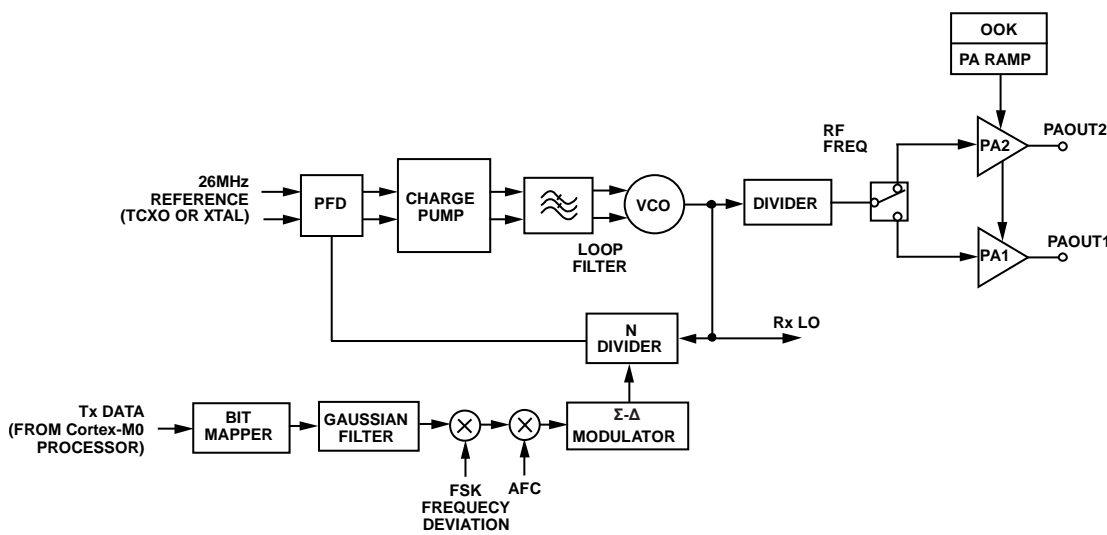 OOK
PA RAMP
RF
FREQ
PA2
PAOUT2
26MHz
REFERENCE
(TCXO OR XTAL)
PFD
CHARGE
PUMP
LOOP
FILTER
VCO
DIVIDER
PA1
PAOUT1
N
DIVIDER
Rx LO
Tx DATA
(FROM Cortex-M0
PROCESSOR)
BIT
MAPPER
GAUSSIAN
FILTER
FSK
FREQUECY
DEVIATION
AFC
Σ-Δ
MODULATOR